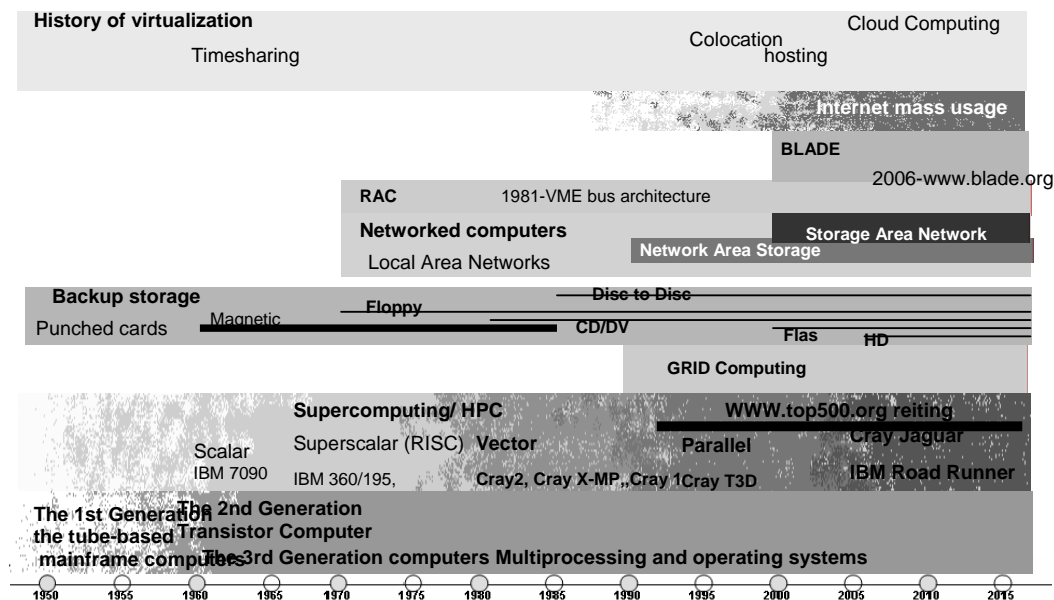 History of virtualization
Timesharing
Colocation
hosting
Cloud Computing
Internet mass usage
BLADE
2006-www.blade.org
RAC
1981-VME bus architecture
Networked computers
Storage Area Network
Network Area Storage
Local Area Networks
Backup storage
Disc to Disc
Floppy
Punched cards
Magnetic
CD/DV
Flas
HD
GRID Computing
Supercomputing/ HPC
WWW.top500.org reiting
Scalar
Superscalar (RISC)
Vector
Parallel
Cray Jaguar
IBM 7090
IBM 360/195,
Cray2, Cray X-MP,,Cray 1
Cray T3D
IBM Road Runner
The 1st Generation
the tube-based
mainframe computers
The 2nd Generation
Transistor Computer
The 3rd Generation computers Multiprocessing and operating systems
1950 1955 1960 1965 1970 1975 1980 1985 1990 1995 2000 2005 2010 2015